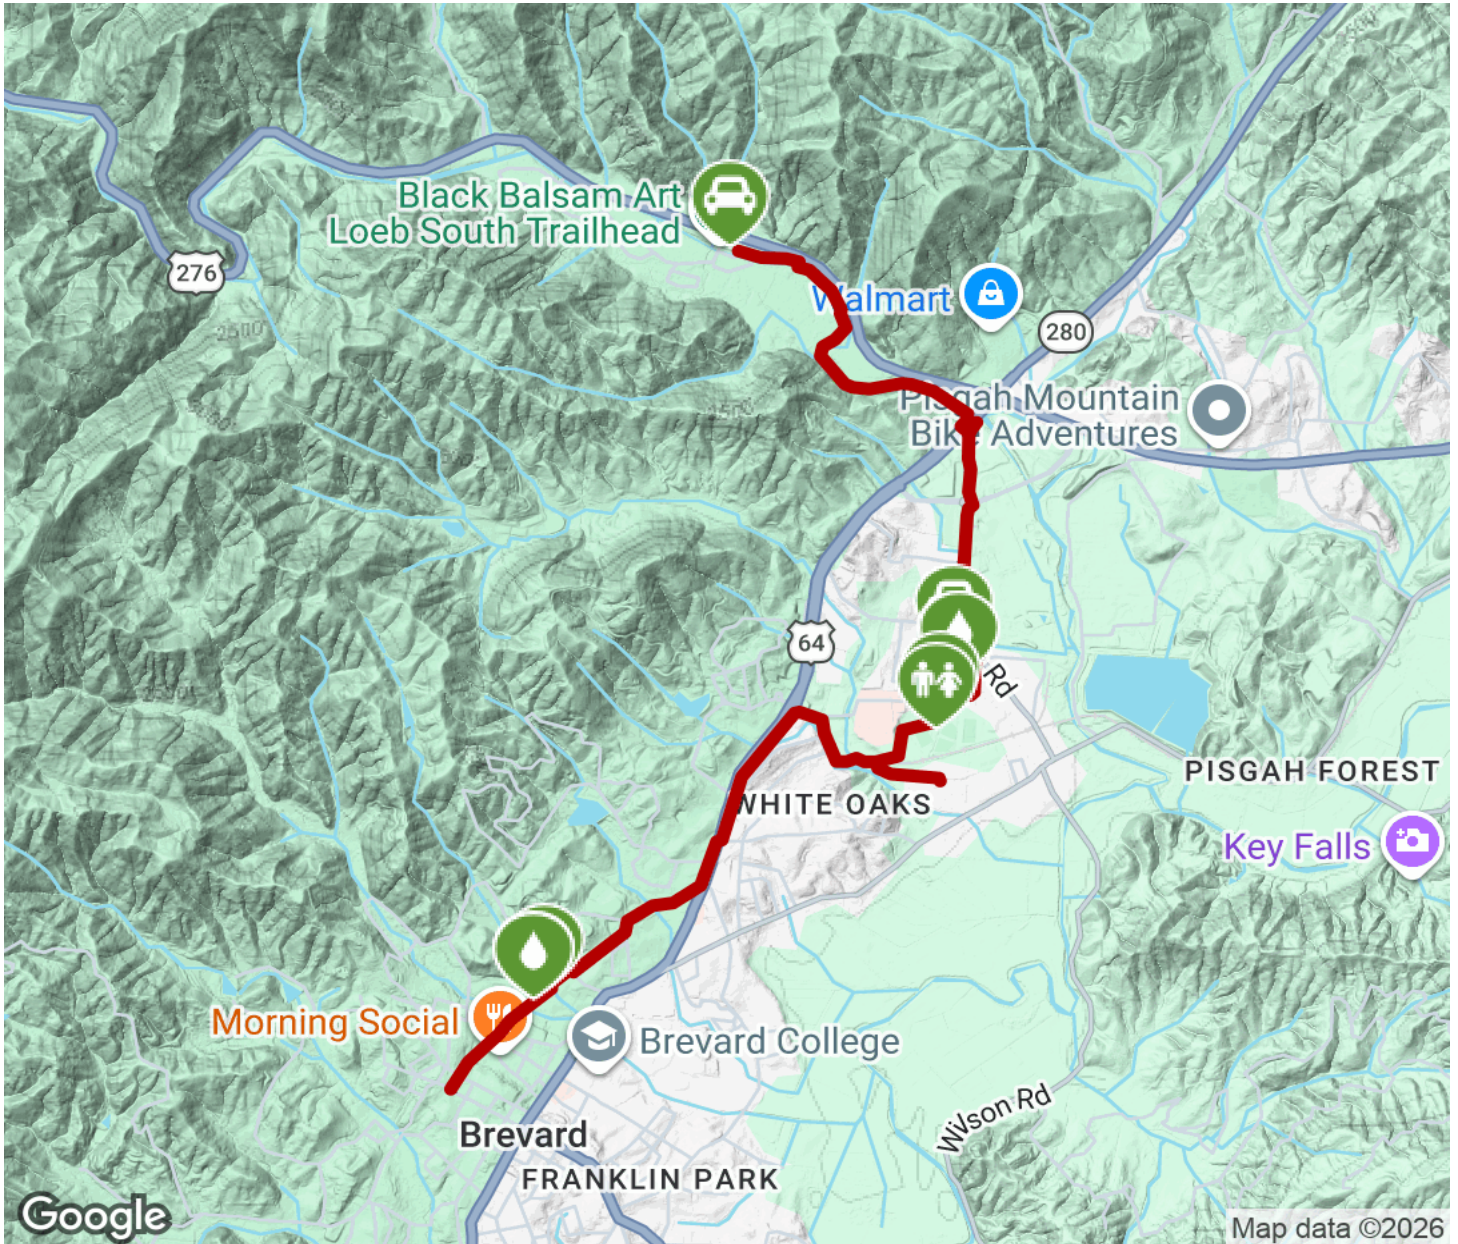 Black Balsam Art
Loeb South Trailhead
276
2500
Walmart
280
Pisgah Mountain
Bike Adventures
64
Rd
PISGAH FOREST
WHITE OAKS
Key Falls
Morning Social
Brevard College
Wilson Rd
Brevard
FRANKLIN PARK
Google
Map data ©2026